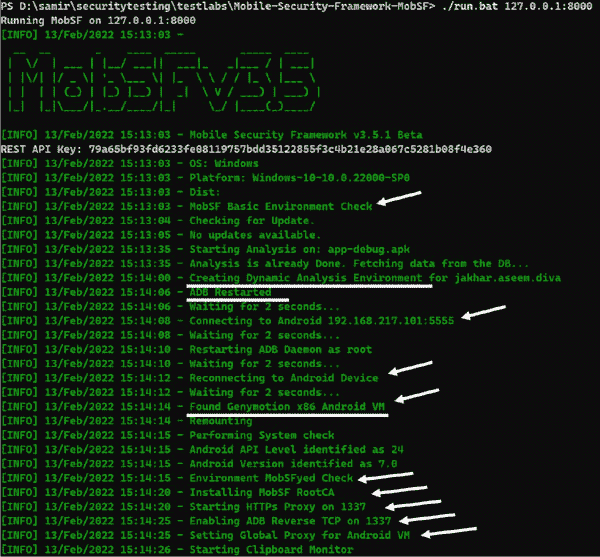 PS D:\samir\securitytesting\testlabs\Mobile-Security-Framework-MobSF> ./run.bat 127.0.0.1:8000
Running MobSF on 127.0.0.1:8000
[INFO] 13/Feb/2022 15:13:03 -
MobSF v3.5
[INFO] 13/Feb/2022 15:13:03 - Mobile Security Framework v3.5.1 Beta
REST API Key: 79a65bf93fd6233fe08119757bdd35122855f3c4b21e28a067c5281b08f4e360
[INFO] 13/Feb/2022 15:13:03 - OS: Windows
[INFO] 13/Feb/2022 15:13:03 - Platform: Windows-10-10.0.22000-SP0
[INFO] 13/Feb/2022 15:13:03 - Dist:
[INFO] 13/Feb/2022 15:13:03 - MobSF Basic Environment Check
[INFO] 13/Feb/2022 15:13:04 - Checking for Update.
[INFO] 13/Feb/2022 15:13:05 - No updates available.
[INFO] 13/Feb/2022 15:13:35 - Starting Analysis on: app-debug.apk
[INFO] 13/Feb/2022 15:13:35 - Analysis is already Done. Fetching data from the DB...
[INFO] 13/Feb/2022 15:14:00 - Creating Dynamic Analysis Environment for jakhar.aseem.diva
[INFO] 13/Feb/2022 15:14:06 - ADB Restarted
[INFO] 13/Feb/2022 15:14:06 - Waiting for 2 seconds...
[INFO] 13/Feb/2022 15:14:08 - Connecting to Android 192.168.217.101:5555
[INFO] 13/Feb/2022 15:14:08 - Waiting for 2 seconds...
[INFO] 13/Feb/2022 15:14:10 - Restarting ADB Daemon as root
[INFO] 13/Feb/2022 15:14:10 - Waiting for 2 seconds...
[INFO] 13/Feb/2022 15:14:12 - Reconnecting to Android Device
[INFO] 13/Feb/2022 15:14:12 - Waiting for 2 seconds...
[INFO] 13/Feb/2022 15:14:14 - Found Genymotion x86 Android VM
[INFO] 13/Feb/2022 15:14:14 - Remounting
[INFO] 13/Feb/2022 15:14:15 - Performing System check
[INFO] 13/Feb/2022 15:14:15 - Android API Level identified as 24
[INFO] 13/Feb/2022 15:14:15 - Android Version identified as 7.0
[INFO] 13/Feb/2022 15:14:15 - Environment MobSFyed Check
[INFO] 13/Feb/2022 15:14:20 - Installing MobSF RootCA
[INFO] 13/Feb/2022 15:14:20 - Starting HTTPs Proxy on 1337
[INFO] 13/Feb/2022 15:14:25 - Enabling ADB Reverse TCP on 1337
[INFO] 13/Feb/2022 15:14:25 - Setting Global Proxy for Android VM
[INFO] 13/Feb/2022 15:14:26 - Starting Clipboard Monitor